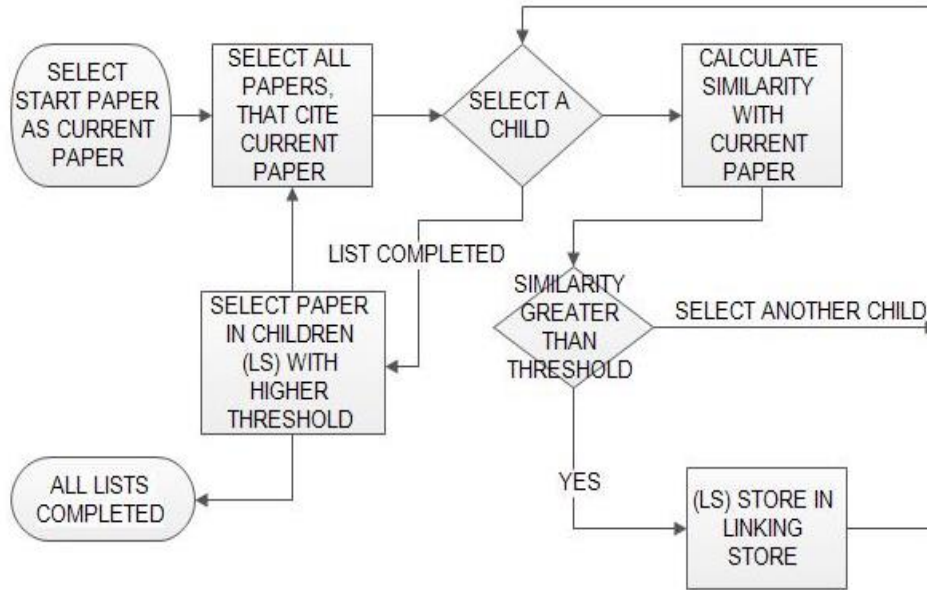 SELECT
START PAPER
AS CURRENT
PAPER
SELECT ALL
PAPERS,
THAT CITE
CURRENT
PAPER
SELECT A
CHILD
CALCULATE
SIMILARITY
WITH
CURRENT
PAPER
LIST COMPLETED
SIMILARITY
GREATER
THAN
THRESHOLD
SELECT ANOTHER CHILD
SELECT PAPER
IN CHILDREN
(LS) WITH
HIGHER
THRESHOLD
YES
ALL LISTS
COMPLETED
(LS) STORE IN
LINKING
STORE